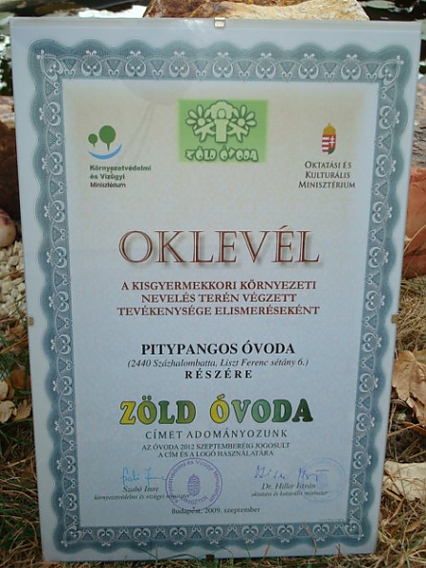 ZÖLD ÓVODA
Környezetvédelmi
és Vízügyi
Minisztérium
OKTATÁSI ÉS
KULTURÁLIS
MINISZTÉRIUM
OKLEVÉL
A KISGYERMEKKORI KÖRNYEZETI
NEVELÉS TERÉN VÉGZETT
TEVÉKENYSÉGE ELISMERÉSEKÉNT
PITYPANGOS ÓVODA
(2440 Százhalombatta, Liszt Ferenc sétány 6.)
RÉSZÉRE
ZÖLD ÓVODA
CÍMET ADOMÁNYOZUNK
AZ ÓVODA 2012 SZEPTEMBERÉIG JOGOSULT
A CÍM ÉS A LOGÓ HASZNÁLATÁRA
Szabó Imre
környezetvédelmi és vízügyi miniszter
Dr. Hiller István
oktatási és kulturális miniszter
Budapest, 2009. szeptember